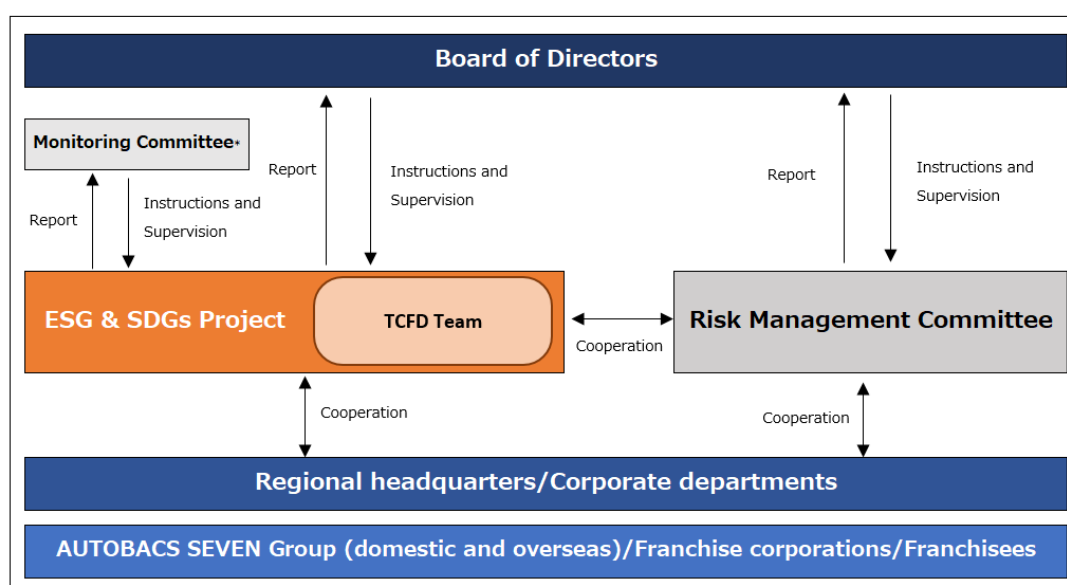 Board of Directors
Monitoring Committee*
Report
Instructions and
Supervision
Report
Instructions and
Supervision
Report
Instructions and
Supervision
ESG & SDGs Project
TCFD Team
Cooperation
Risk Management Committee
Cooperation
Cooperation
Regional headquarters/Corporate departments
AUTOBACS SEVEN Group (domestic and overseas)/Franchise corporations/Franchisees